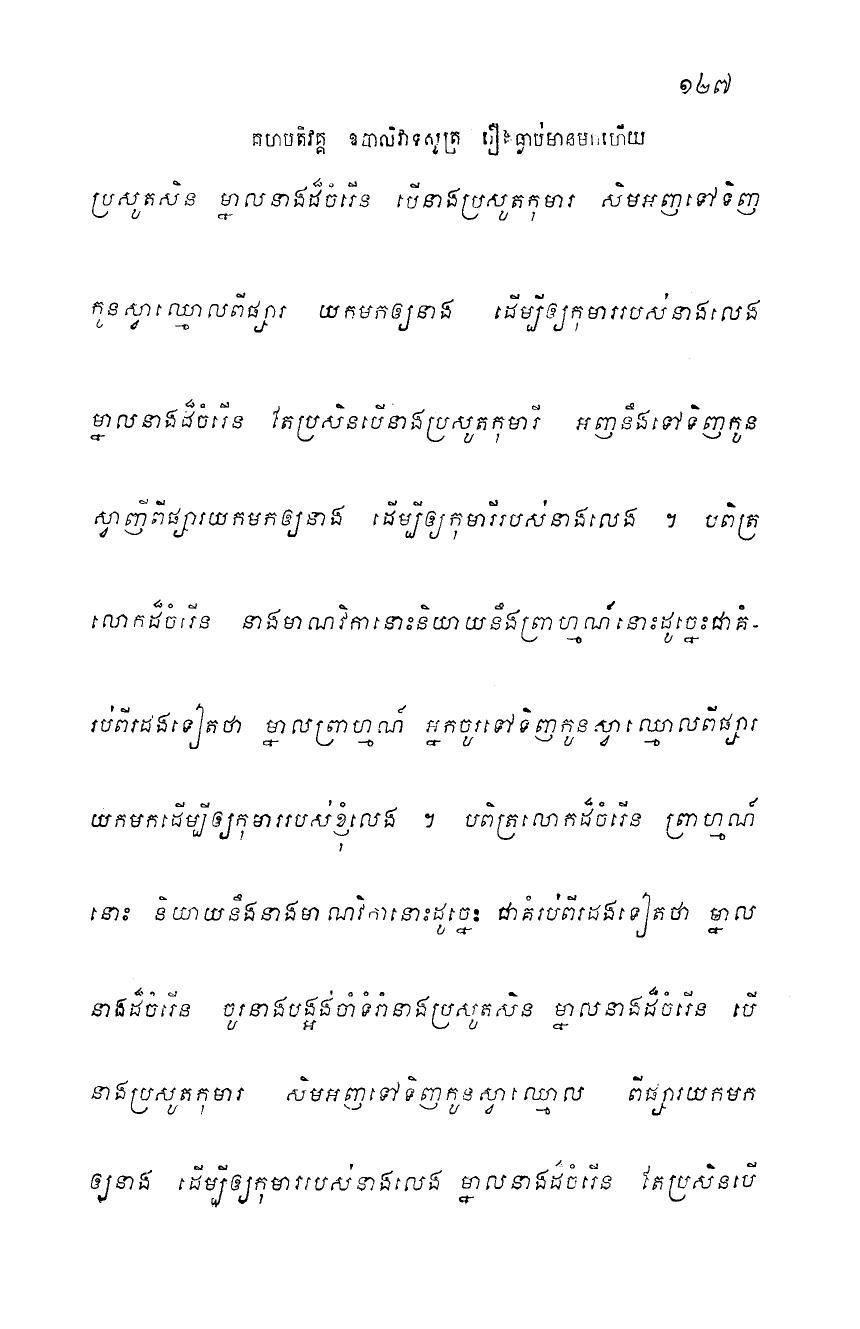 ១២៧
គហបតិវគ្គ ឧបាលិវាទសូត្រ រឿងធ្លាប់មានមកហើយ
ប្រសូតសិន ម្នាលនាងដ៏ចំរើន បើនាងប្រសូតកុមារ សិមអញទៅទិញ
កូនស្វាឈ្មោលពីផ្សារ យកមកឲ្យនាង ដើម្បីឲ្យកុមាររបស់នាងលេង
ម្នាលនាងដ៏ចំរើន តែប្រសិនបើនាងប្រសូតកុមារី អញនឹងទៅទិញកូន
ស្វាញីពីផ្សារយកមកឲ្យនាង ដើម្បីឲ្យកុមារីរបស់នាងលេង ។ បពិត្រ
លោកដ៏ចំរើន នាងមាណវិកានោះនិយាយនឹងព្រាហ្មណ៍នោះដូច្នេះជាគំ-
រប់ពីរដងទៀតថា ម្នាលព្រាហ្មណ៍ អ្នកចូរទៅទិញកូនស្វាឈ្មោលពីផ្សារ
យកមកដើម្បីឲ្យកុមាររបស់ខ្ញុំលេង ។ បពិត្រលោកដ៏ចំរើន ព្រាហ្មណ៍
នោះ និយាយនឹងនាងមាណវិកានោះដូច្នេះ ជាគំរប់ពីរដងទៀតថា ម្នាល
នាងដ៏ចំរើន ចូរនាងបង្អង់ចាំទំរាំនាងប្រសូតសិន ម្នាលនាងដ៏ចំរើន បើ
នាងប្រសូតកុមារ សិមអញទៅទិញកូនស្វាឈ្មោល ពីផ្សារយកមក
ឲ្យនាង ដើម្បីឲ្យកុមាររបស់នាងលេង ម្នាលនាងដ៏ចំរើន តែប្រសិនបើ